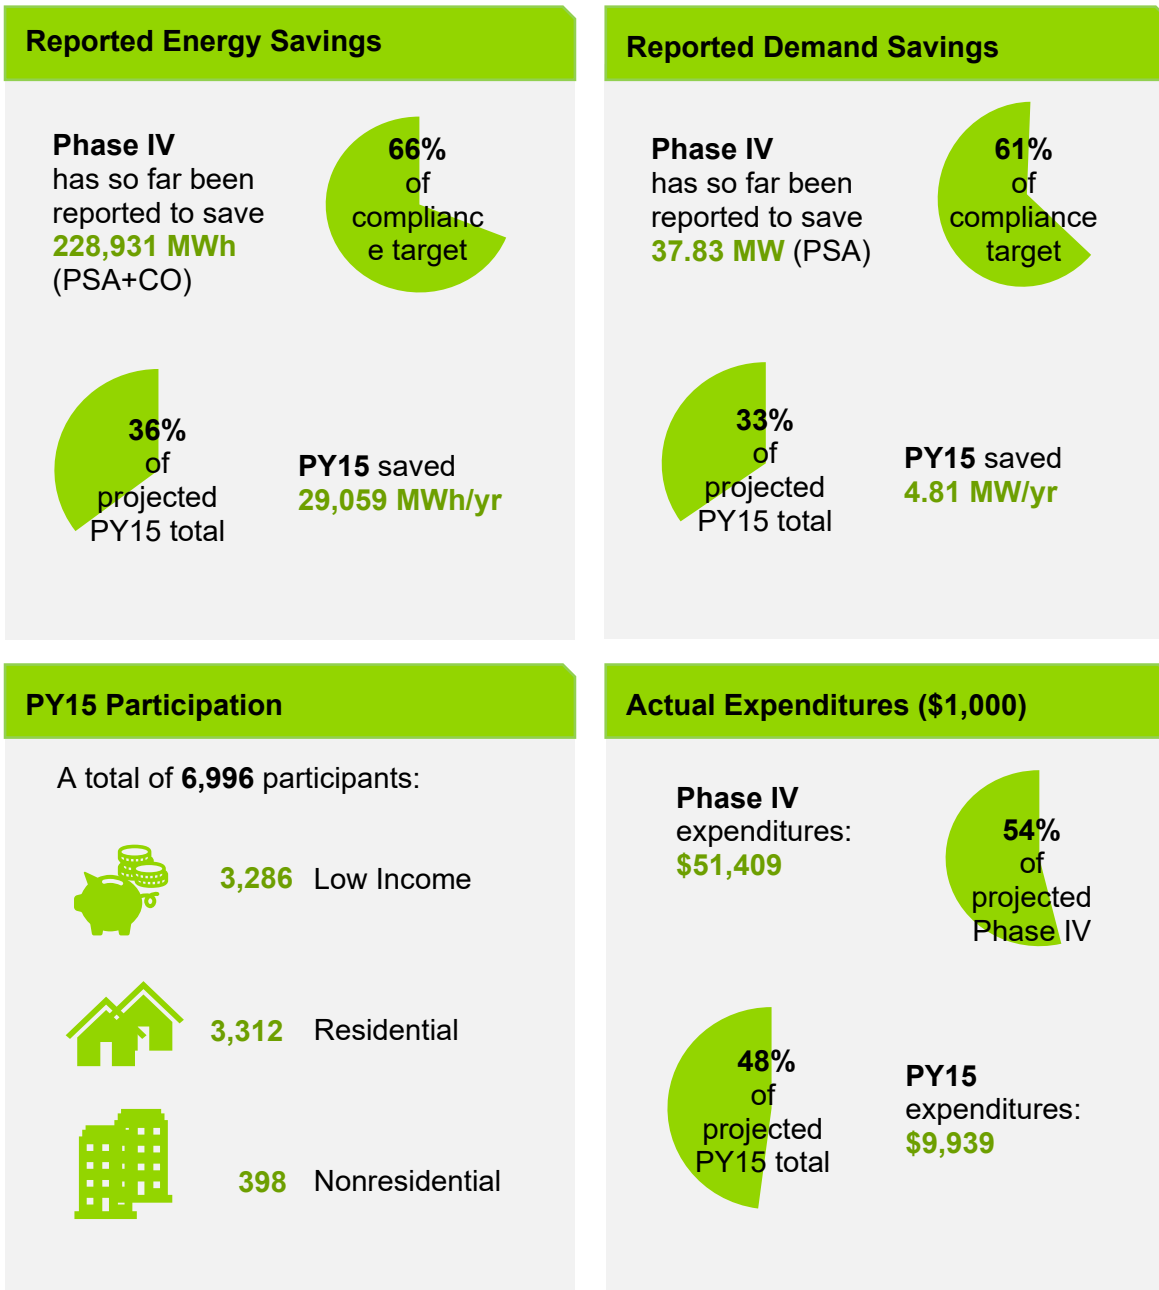 Reported Energy Savings
Phase IV
has so far been
reported to save
228,931 MWh
(PSA+CO)
66%
of
complianc
e target
36%
of
projected
PY15 total
PY15 saved
29,059 MWh/yr
Reported Demand Savings
Phase IV
has so far been
reported to save
37.83 MW (PSA)
61%
of
compliance
target
33%
of
projected
PY15 total
PY15 saved
4.81 MW/yr
PY15 Participation
A total of 6,996 participants:
3,286 Low Income
3,312 Residential
398 Nonresidential
Actual Expenditures ($1,000)
Phase IV
expenditures:
$51,409
54%
of
projected
Phase IV
48%
of
projected
PY15 total
PY15
expenditures:
$9,939